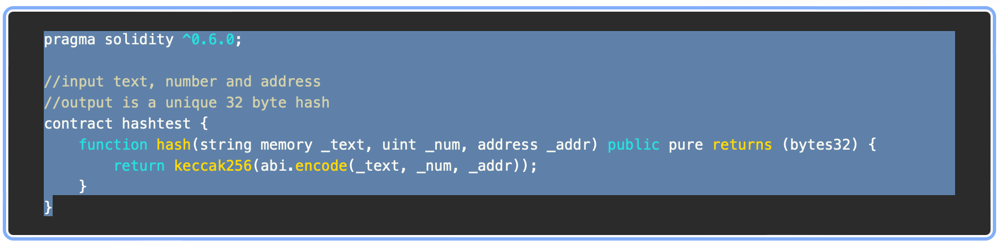 pragma solidity ^0.6.0;
//input text, number and address
//output is a unique 32 byte hash
contract hashtest {
    function hash(string memory _text, uint _num, address _addr) public pure returns (bytes32) {
        return keccak256(abi.encode(_text, _num, _addr));
    }
}